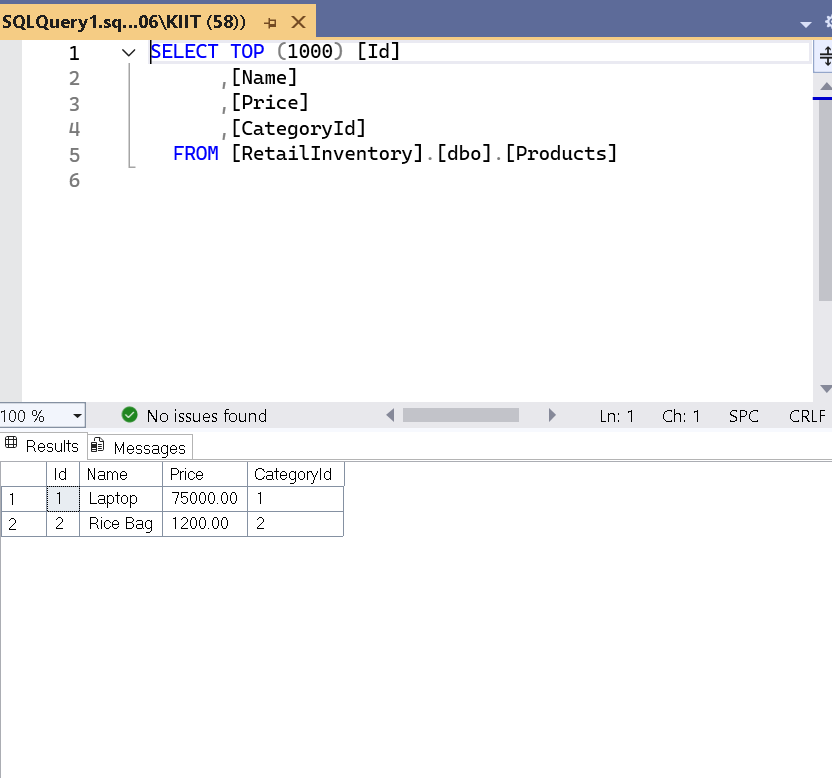 SQLQuery1.sq...06\KIIT (58))
1 SELECT TOP (1000) [Id]
2 ,[Name]
3 ,[Price]
4 ,[CategoryId]
5 FROM [RetailInventory].[dbo].[Products]
6
100 % No issues found Ln: 1 Ch: 1 SPC CRLF
Results Messages
Id Name Price CategoryId
1 1 Laptop 75000.00 1
2 2 Rice Bag 1200.00 2